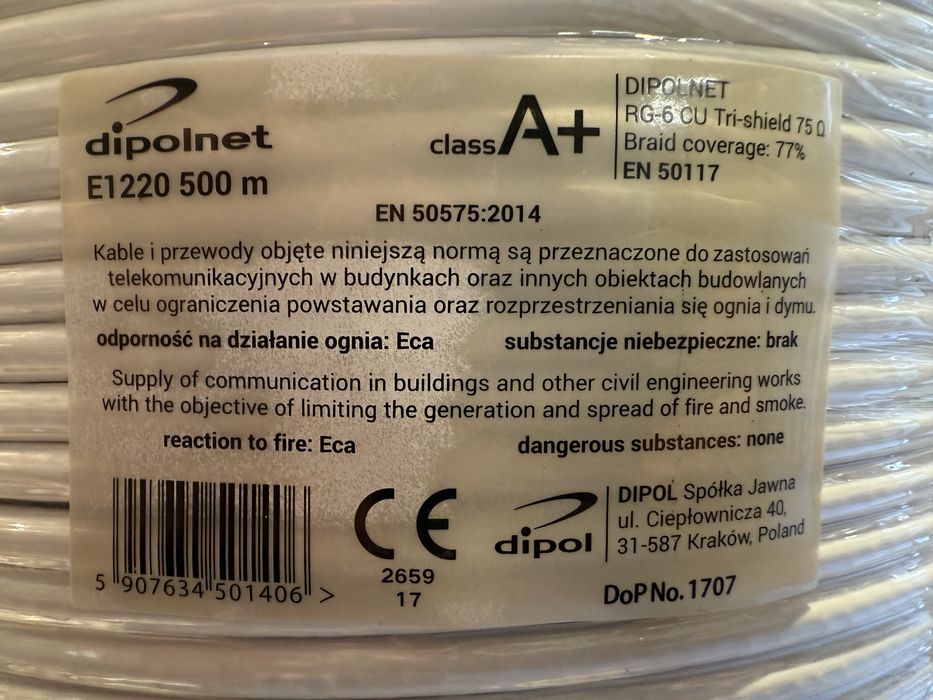 dipolnet
E1220 500 m
class A+
DIPOLNET
RG-6 CU Tri-shield 75 Ω
Braid coverage: 77%
EN 50117
EN 50575:2014
Kable i przewody objęte niniejszą normą są przeznaczone do zastosowań
telekomunikacyjnych w budynkach oraz innych obiektach budowlanych
w celu ograniczenia powstawania oraz rozprzestrzeniania się ognia i dymu.
odporność na działanie ognia: Eca
substancje niebezpieczne: brak
Supply of communication in buildings and other civil engineering works
with the objective of limiting the generation and spread of fire and smoke.
reaction to fire: Eca
dangerous substances: none
5 907634 501406 >
CE
2659
17
dipol
DIPOL Spółka Jawna
ul. Ciepłownicza 40,
31-587 Kraków, Poland
DoP No. 1707